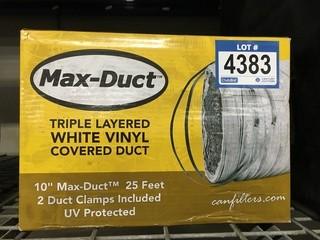 LOT #
4383
Max-Duct™
TRIPLE LAYERED
WHITE VINYL
COVERED DUCT
10" Max-Duct™ 25 Feet
2 Duct Clamps Included
UV Protected
canfilters.com